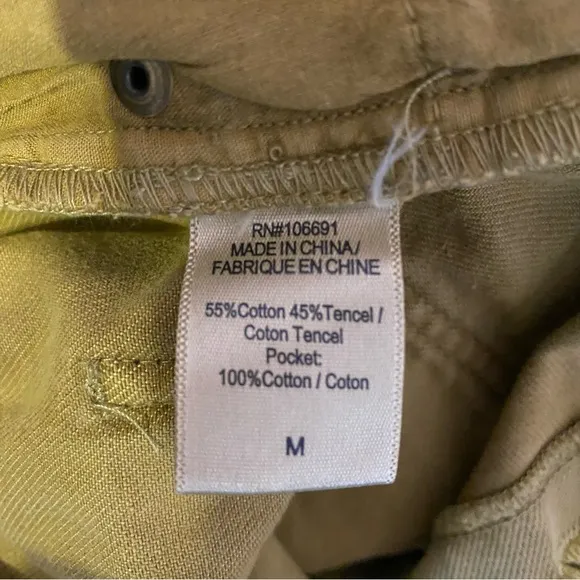 RN#106691
MADE IN CHINA/
FABRIQUE EN CHINE
55%Cotton 45%Tencel /
Coton Tencel
Pocket:
100%Cotton / Coton
M